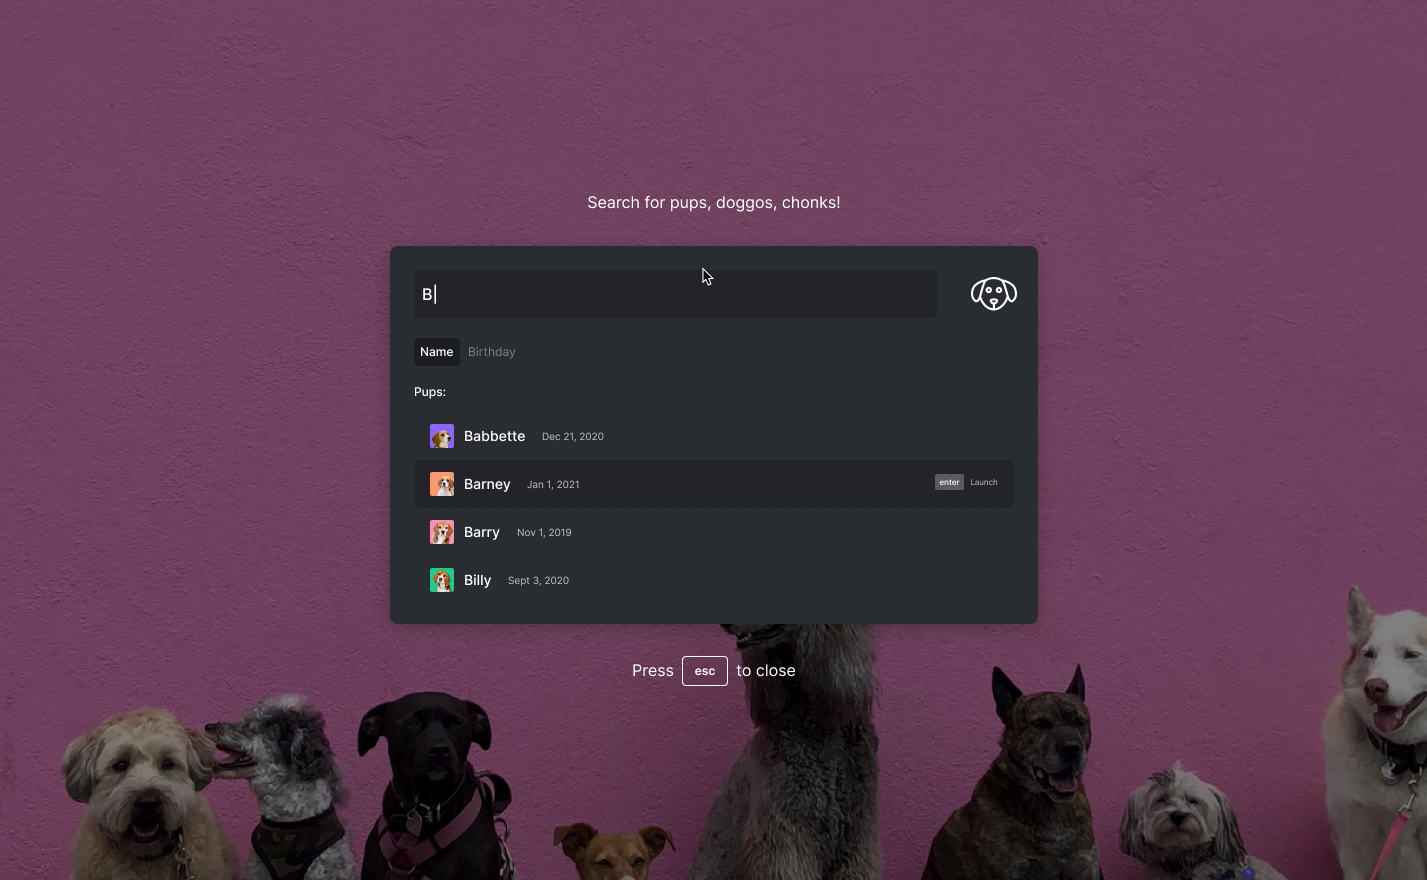 Search for pups, doggos, chonks!
B
Name Birthday
Pups:
Babbette Dec 21, 2020
Barney Jan 1, 2021 enter Launch
Barry Nov 1, 2019
Billy Sept 3, 2020
Press esc to close